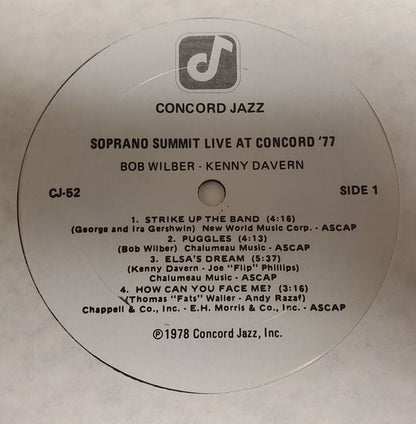 CONCORD JAZZ
SOPRANO SUMMIT LIVE AT CONCORD '77
BOB WILBER - KENNY DAVERN
CJ-52 SIDE 1
1. STRIKE UP THE BAND (4:16)
(George and Ira Gershwin) New World Music Corp. - ASCAP
2. PUGGLES (4:13)
(Bob Wilber) Chalumeau Music - ASCAP
3. ELSA'S DREAM (5:37)
(Kenny Davern - Joe "Flip" Phillips)
Chalumeau Music - ASCAP
4. HOW CAN YOU FACE ME? (3:16)
(Thomas "Fats" Waller - Andy Razaf)
Chappell & Co., Inc. - E.H. Morris & Co., Inc. - ASCAP
℗ 1978 Concord Jazz, Inc.